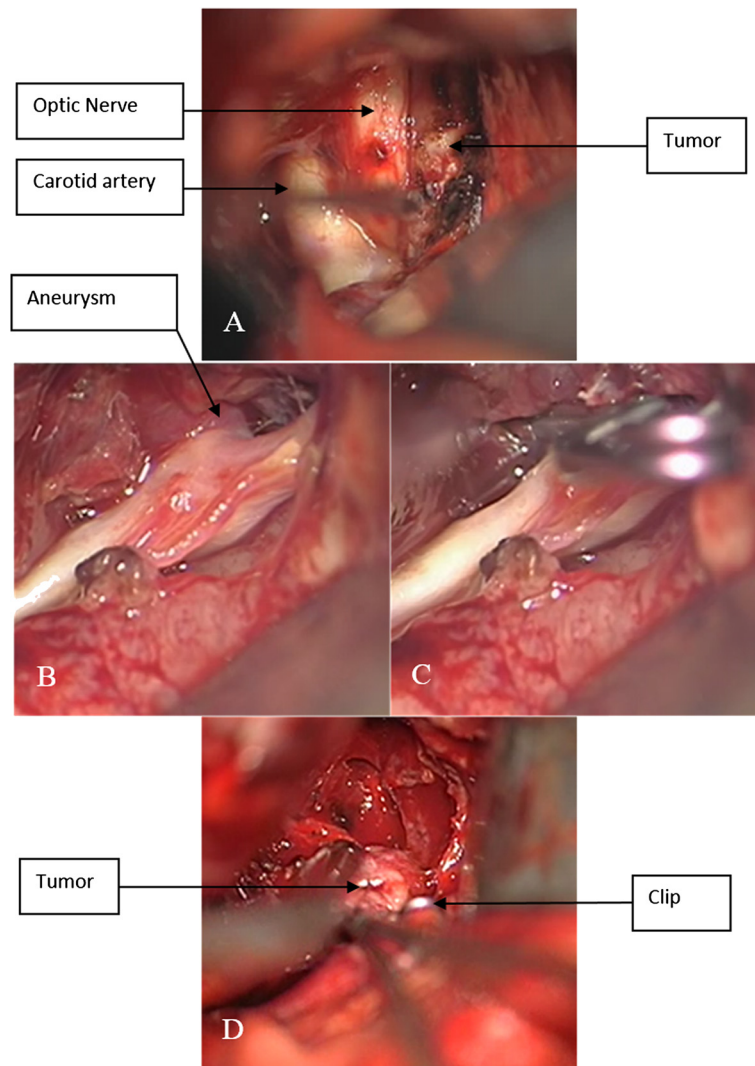 Optic Nerve
Tumor
Carotid artery
Aneurysm
A
B
C
Tumor
Clip
D